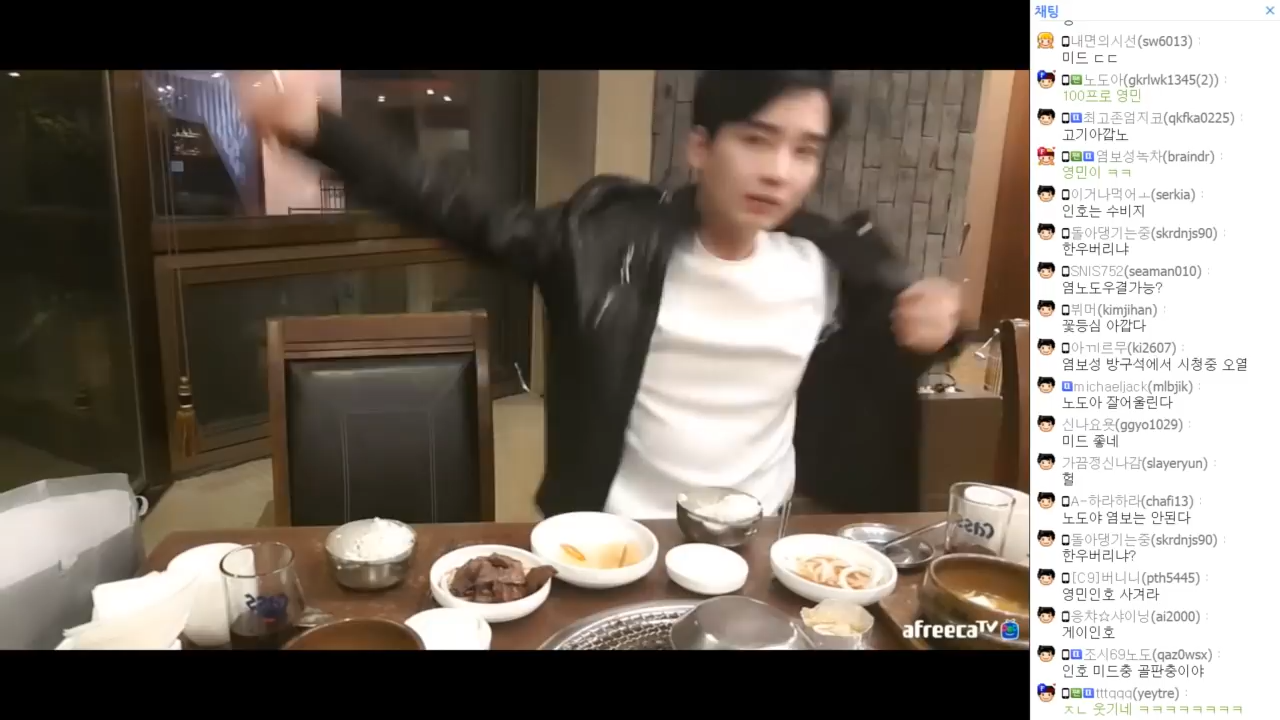 채팅
내면의시선(sw6013) :
미드 ㄷㄷ
노도아(gkrlwk1345(2)) :
100프로 영민
최고존엄지코(qkfka0225) :
고기아깝노
염보성녹차(braindr) :
영민이 ㅋㅋ
이거나먹어ㅗ(serkia) :
인호는 수비지
돌아댕기는중(skrdnjs90) :
한우버리냐
SNIS752(seaman010) :
염노도우결가능?
뷔머(kimjihan) :
꽃등심 아깝다
아ㄲㅣ르무(ki2607) :
염보성 방구석에서 시청중 오열
michaeljack(mlbjik) :
노도아 잘어울린다
신나요욧(ggyo1029) :
미드 좋네
가끔정신나감(slayeryun) :
헐
A-하라하라(chafi13) :
노도야 염보는 안된다
돌아댕기는중(skrdnjs90) :
한우버리냐?
[C9]버니니(pth5445) :
영민인호 사겨라
응챠☆샤이닝(ai2000) :
게이인호
조시69노도(qaz0wsx) :
인호 미드충 골판충이야
tttqqq(yeytre) :
ㅈㄴ 웃기네 ㅋㅋㅋㅋㅋㅋㅋㅋ
Cass
afreecaTV